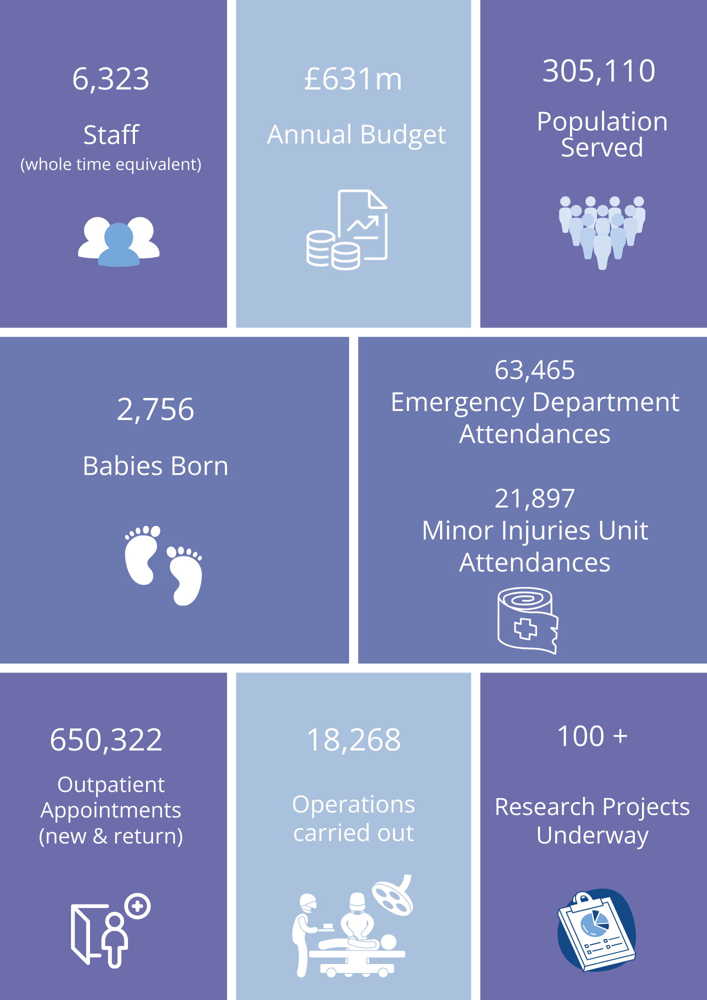 6,323
Staff
(whole time equivalent)
£631m
Annual Budget
305,110
Population
Served
2,756
Babies Born
63,465
Emergency Department
Attendances
21,897
Minor Injuries Unit
Attendances
650,322
Outpatient
Appointments
(new & return)
18,268
Operations
carried out
100 +
Research Projects
Underway